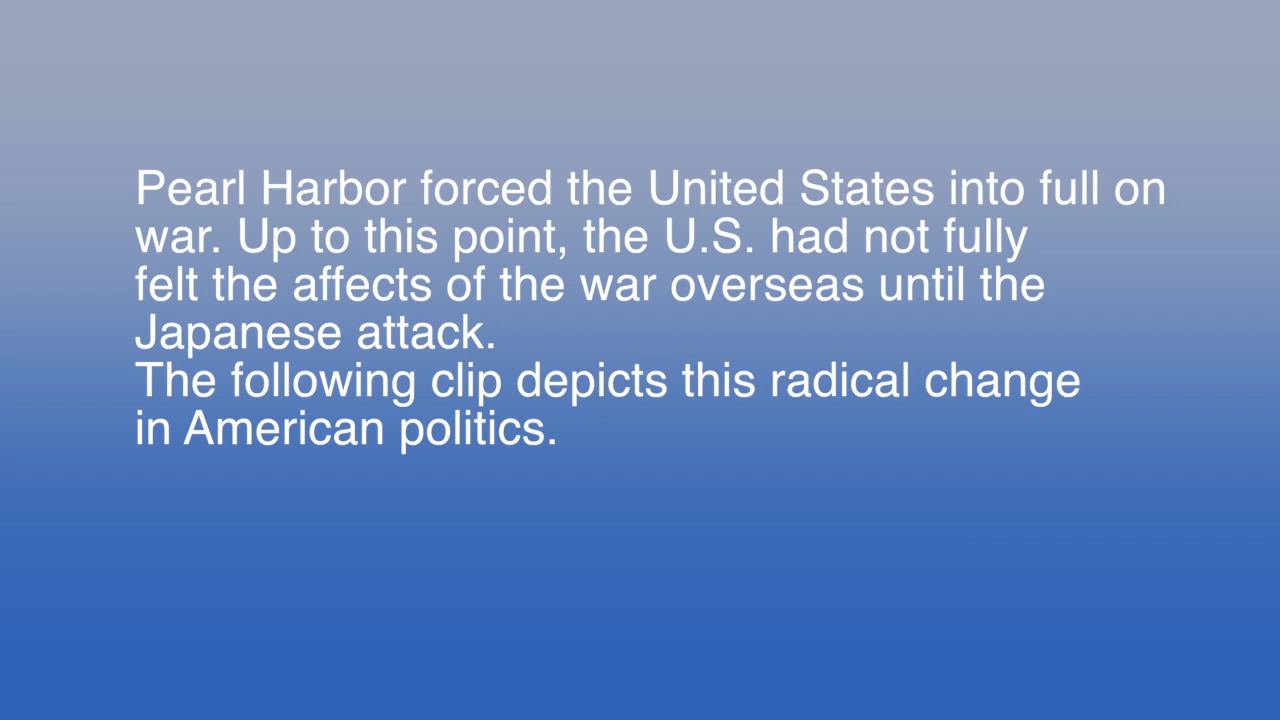 Pearl Harbor forced the United States into full on
war. Up to this point, the U.S. had not fully
felt the affects of the war overseas until the
Japanese attack.
The following clip depicts this radical change
in American politics.